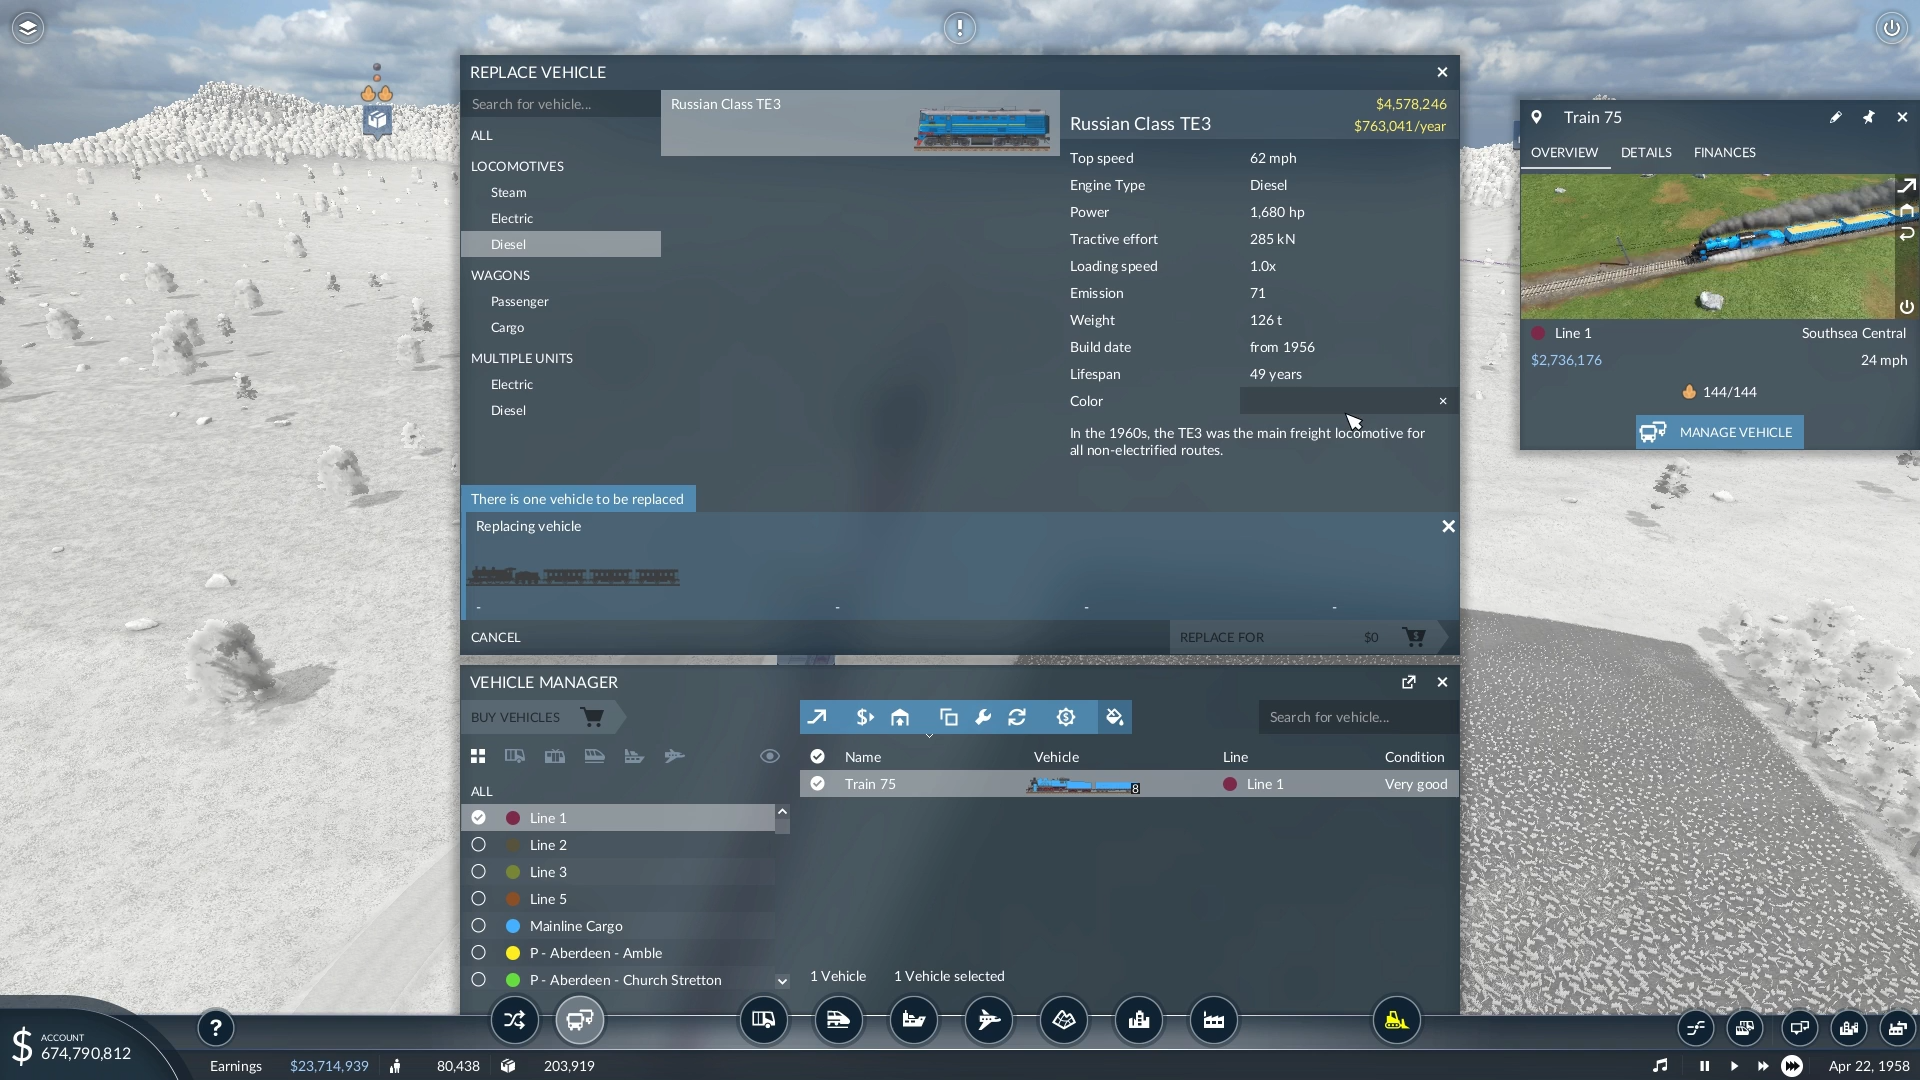 REPLACE VEHICLE
Search for vehicle...
ALL
LOCOMOTIVES
Steam
Electric
Diesel
WAGONS
Passenger
Cargo
MULTIPLE UNITS
Electric
Diesel
Russian Class TE3
$4,578,246
Russian Class TE3
$763,041/year
Top speed 62 mph
Engine Type Diesel
Power 1,680 hp
Tractive effort 285 kN
Loading speed 1.0x
Emission 71
Weight 126 t
Build date from 1956
Lifespan 49 years
Color
In the 1960s, the TE3 was the main freight locomotive for
all non-electrified routes.
There is one vehicle to be replaced
Replacing vehicle
- - - -
CANCEL
REPLACE FOR $0
Train 75
OVERVIEW DETAILS FINANCES
Line 1 Southsea Central
$2,736,176 24 mph
144/144
MANAGE VEHICLE
VEHICLE MANAGER
BUY VEHICLES
Search for vehicle...
ALL
Line 1
Line 2
Line 3
Line 5
Mainline Cargo
P - Aberdeen - Amble
P - Aberdeen - Church Stretton
Name Vehicle Line Condition
Train 75 8 Line 1 Very good
1 Vehicle 1 Vehicle selected
$ ACCOUNT
674,790,812
?
Earnings $23,714,939 80,438 203,919
Apr 22, 1958